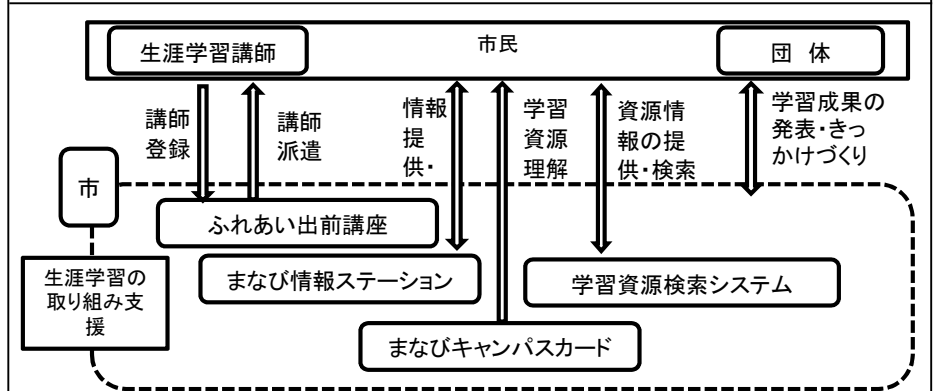 市民
生涯学習講師
団 体
講師
登録
講師
派遣
情報
提
供・
学習
資源
理解
資源情
報の提
供・検索
学習成果の
発表・きっ
かけづくり
市
ふれあい出前講座
生涯学習の
取り組み支
援
まなび情報ステーション
学習資源検索システム
まなびキャンパスカード